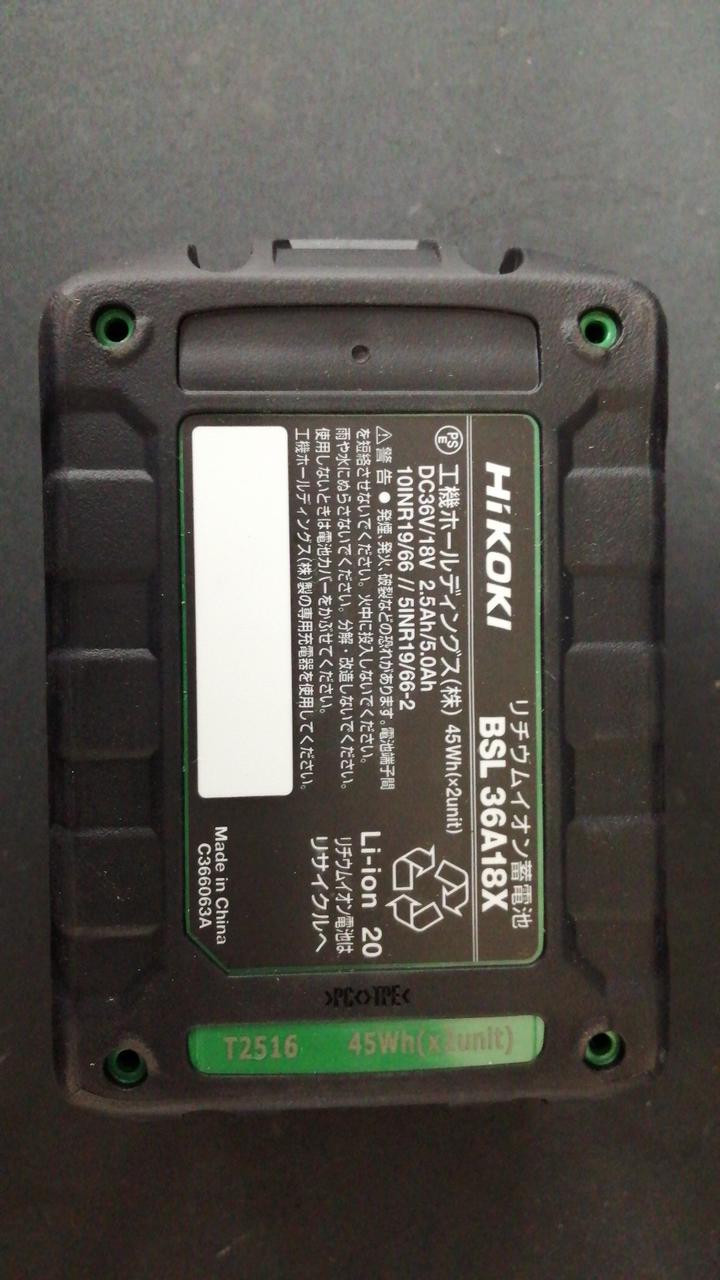 HiKOKI
リチウムイオン蓄電池
BSL 36A18X
PS
E
工機ホールディングス(株) 45Wh(×2unit)
DC36V/18V 2.5Ah/5.0Ah
10INR19/66 // 5INR19/66-2
⚠警告 ● 発煙、発火、破裂などの恐れがあります。電池端子間
を短絡させないでください。火中に投入しないでください。
雨や水にぬらさないでください。分解・改造しないでください。
使用しないときは電池カバーをかぶせてください。
工機ホールディングス(株)製の専用充電器を使用してください。
Li-ion 20
リチウムイオン電池は
リサイクルへ
Made in China
C366063A
>PC<>TPE<
T2516 45Wh(x2unit)